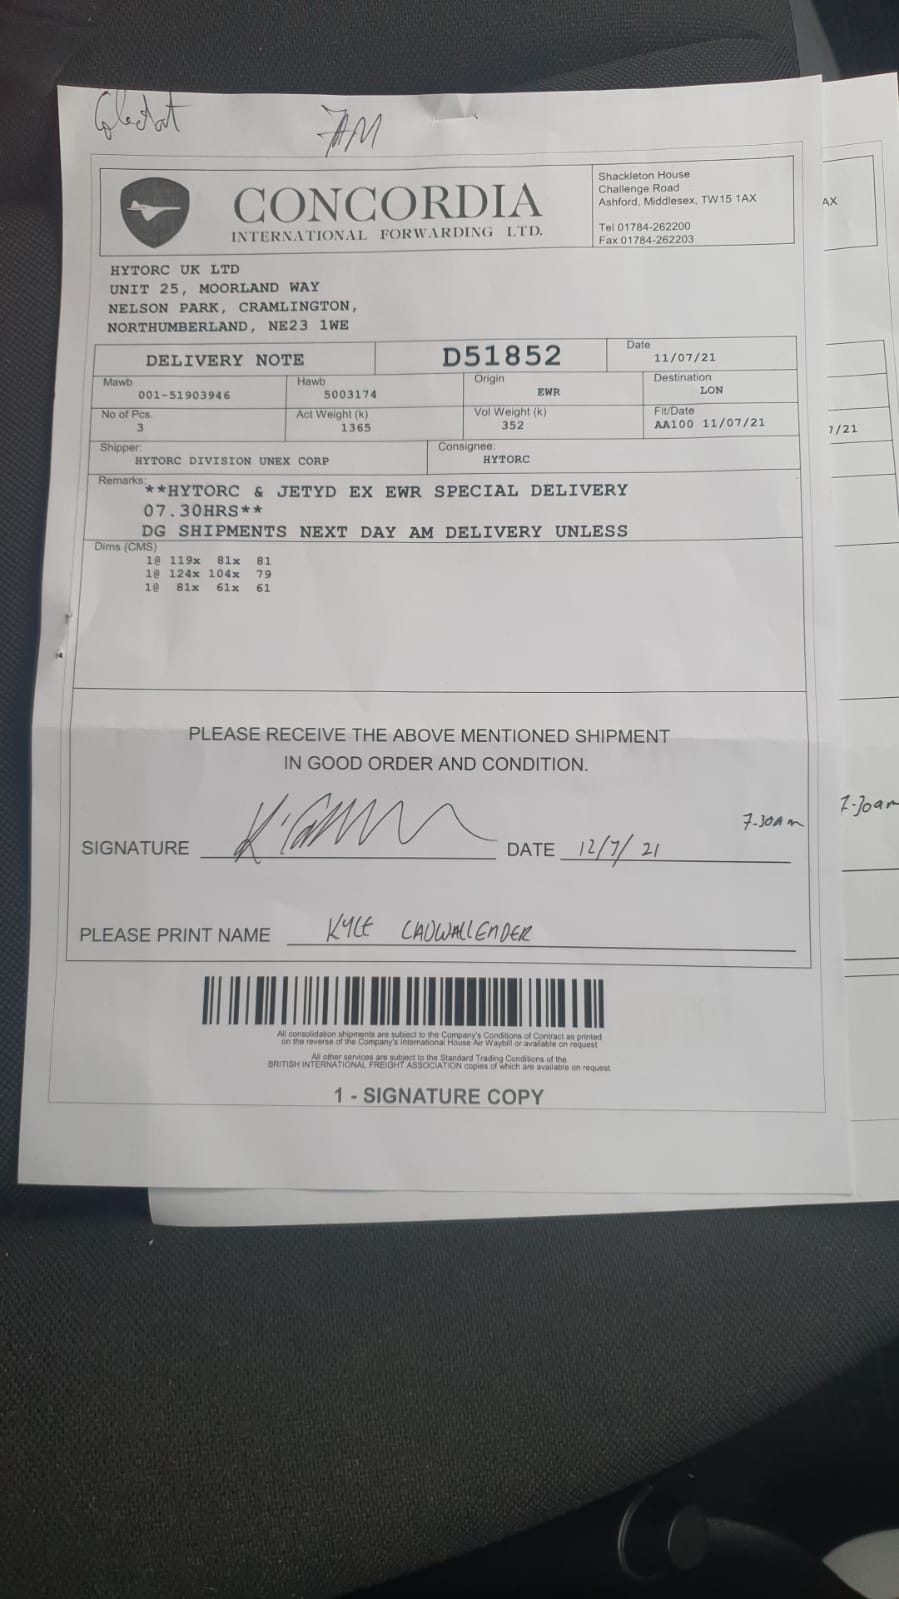 7AM
CONCORDIA
INTERNATIONAL FORWARDING LTD.
Shackleton House
Challenge Road
Ashford, Middlesex, TW15 1AX
Tel 01784-262200
Fax 01784-262203
HYTORC UK LTD
UNIT 25, MOORLAND WAY
NELSON PARK, CRAMLINGTON,
NORTHUMBERLAND, NE23 1WE
DELIVERY NOTE
D51852
Date
11/07/21
Mawb
001-51903946
Hawb
5003174
Origin
EWR
Destination
LON
No of Pcs.
3
Act Weight (k)
1365
Vol Weight (k)
352
Flt/Date
AA100 11/07/21
Shipper:
HYTORC DIVISION UNEX CORP
Consignee:
HYTORC
Remarks:
**HYTORC & JETYD EX EWR SPECIAL DELIVERY
07.30HRS**
DG SHIPMENTS NEXT DAY AM DELIVERY UNLESS
Dims (CMS)
1@ 119x 81x 81
1@ 124x 104x 79
1@ 81x 61x 61
PLEASE RECEIVE THE ABOVE MENTIONED SHIPMENT
IN GOOD ORDER AND CONDITION.
7-30am
SIGNATURE DATE 12/7/21
PLEASE PRINT NAME KYLE CADWALLENDER
All consolidation shipments are subject to the Company's Conditions of Contract as printed
on the reverse of the Company's International House Air Waybill or available on request
All other services are subject to the Standard Trading Conditions of the
BRITISH INTERNATIONAL FREIGHT ASSOCIATION copies of which are available on request
1 - SIGNATURE COPY
AX
7/21
7-30am